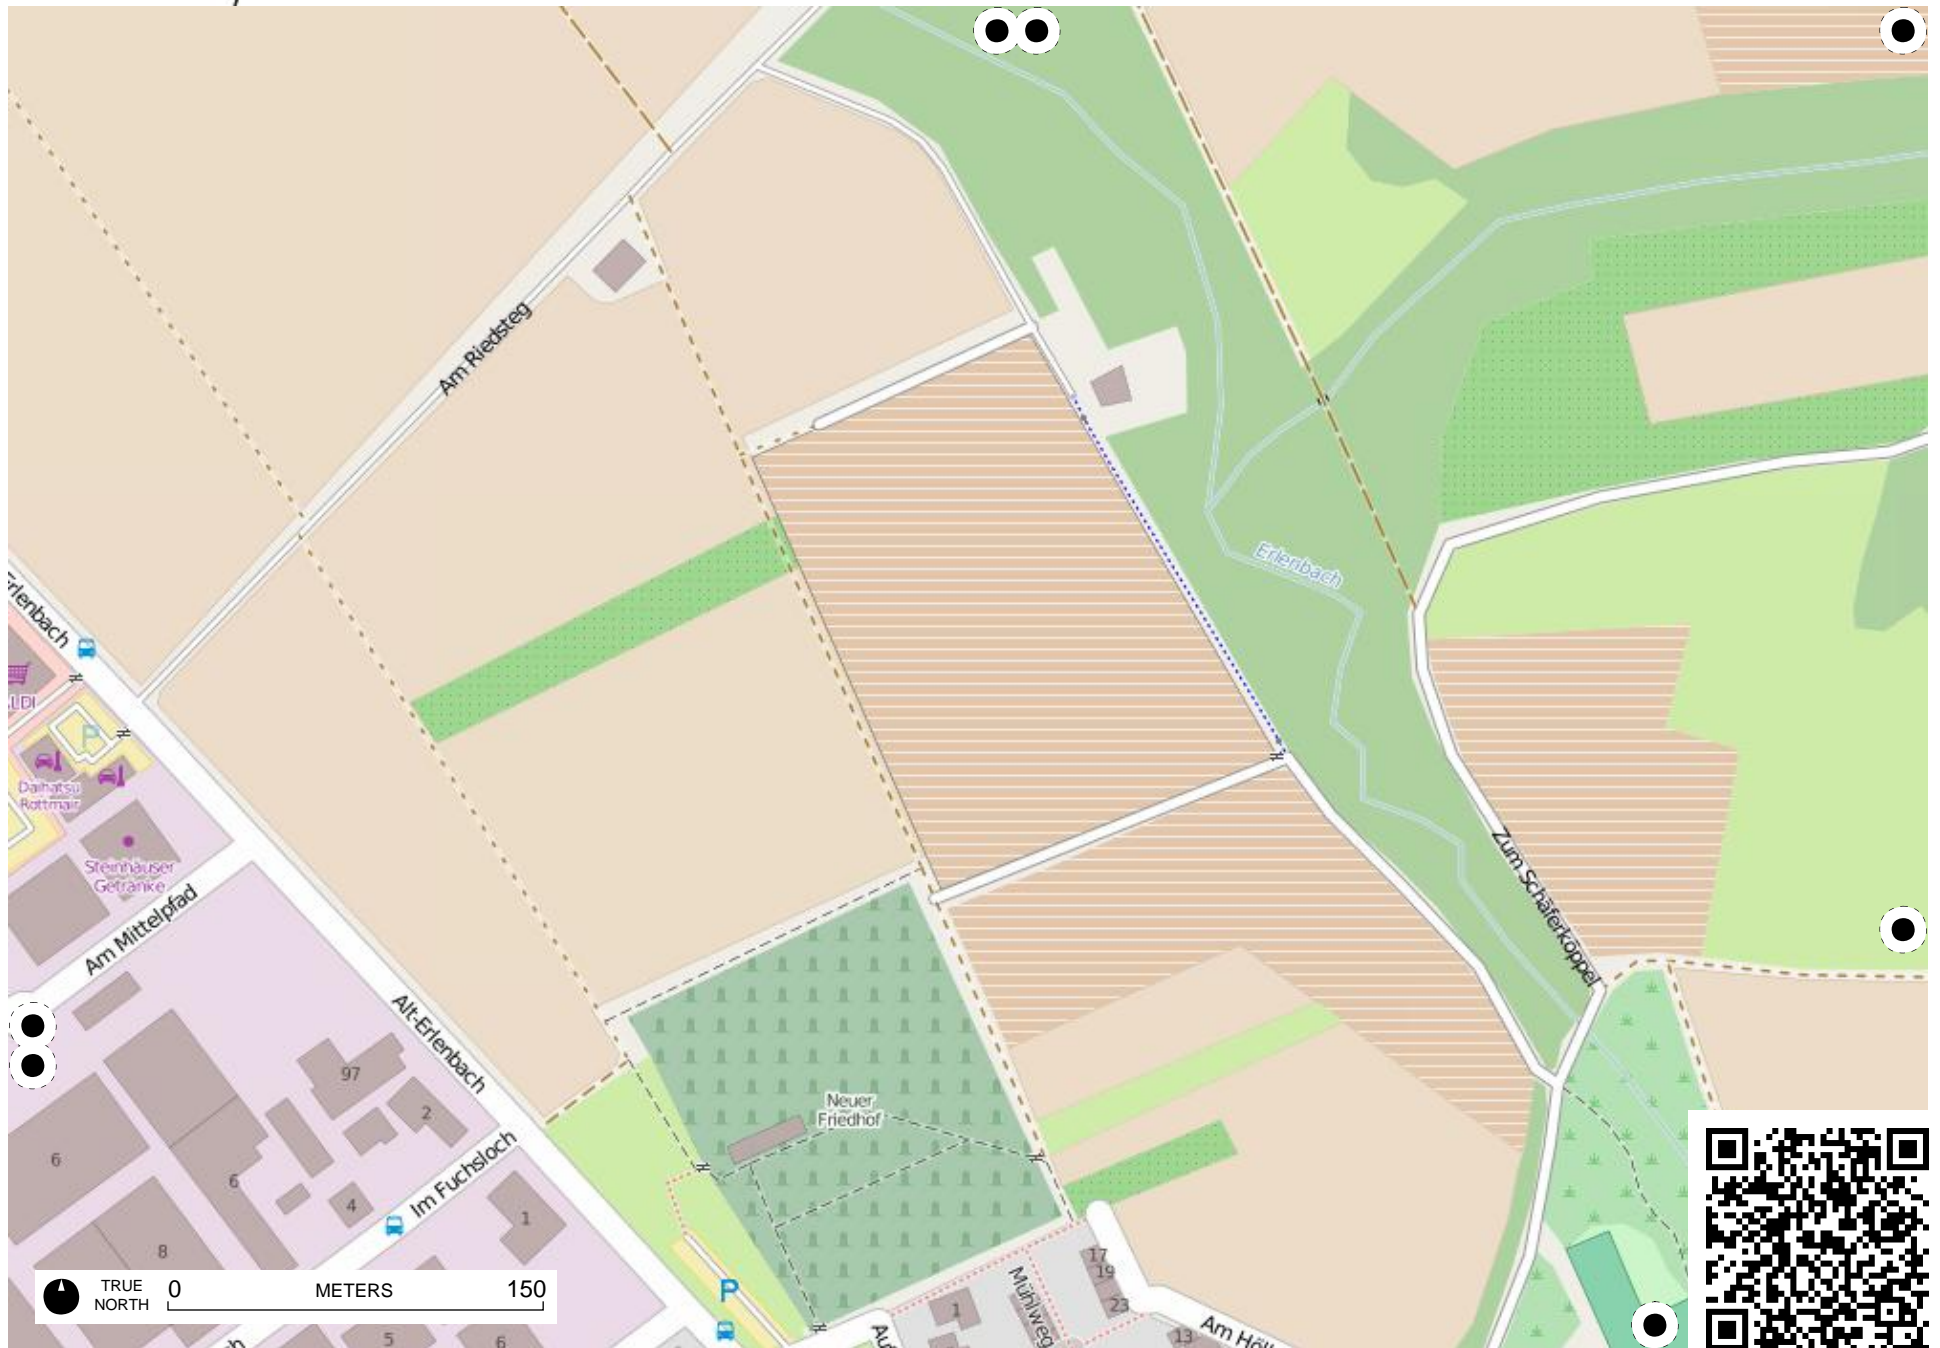 Am Riedsteg
Erlenbach
Erlenbach
LDI
P
Daihatsu
Rottmair
Steinhäuser
Getränke
Am Mittelpfad
Zum Schäferköppel
Alt-Erlenbach
97
2
6
6
4
Im Fuchsloch
1
8
Neuer
Friedhof
17
19
23
Mühlweg
1
P
Am Höll
13
5
6
TRUE
NORTH
0 METERS 150